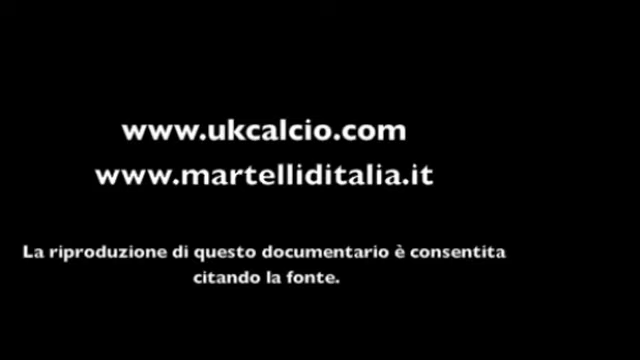 www.ukcalcio.com
www.martelliditalia.it
La riproduzione di questo documentario è consentita
citando la fonte.